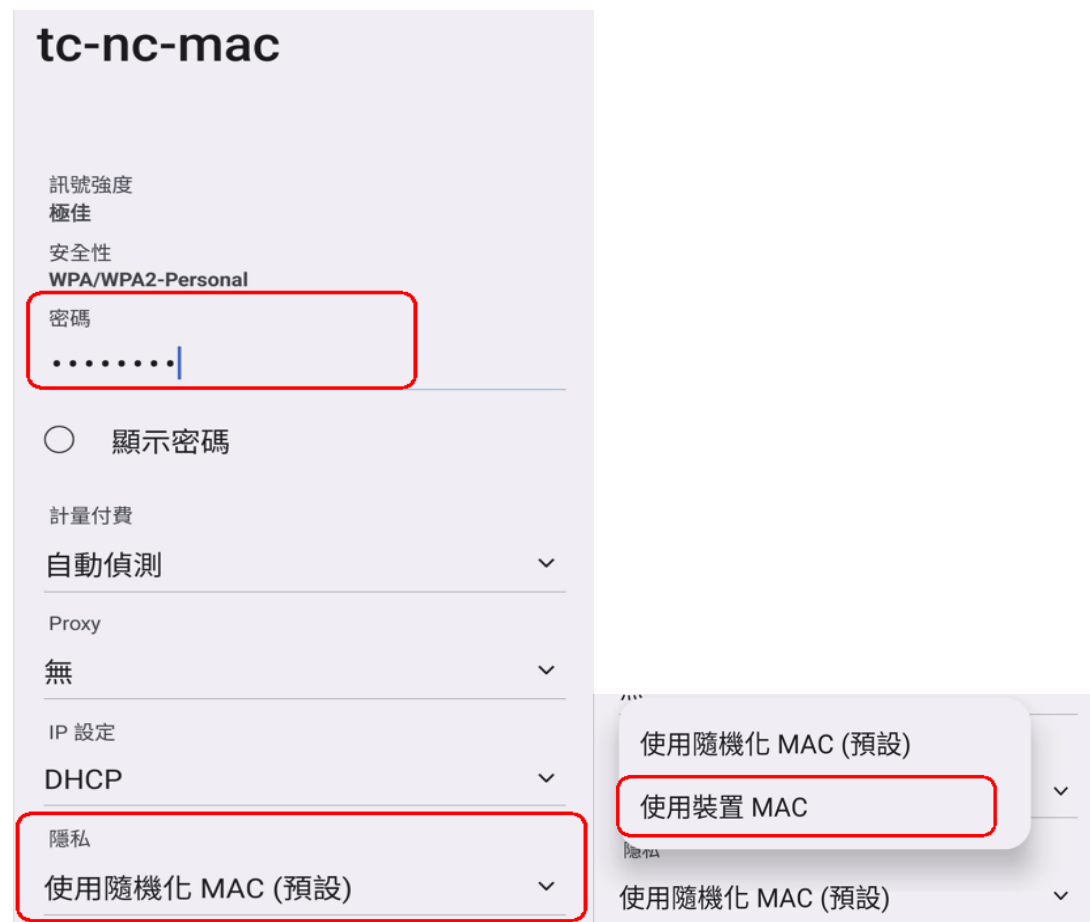 tc-nc-mac
訊號強度
極佳
安全性
WPA/WPA2-Personal
密碼
••••••••
顯示密碼
計量付費
自動偵測
Proxy
無
IP 設定
DHCP
隱私
使用隨機化 MAC (預設)
使用隨機化 MAC (預設)
使用裝置 MAC
隱私
使用隨機化 MAC (預設)